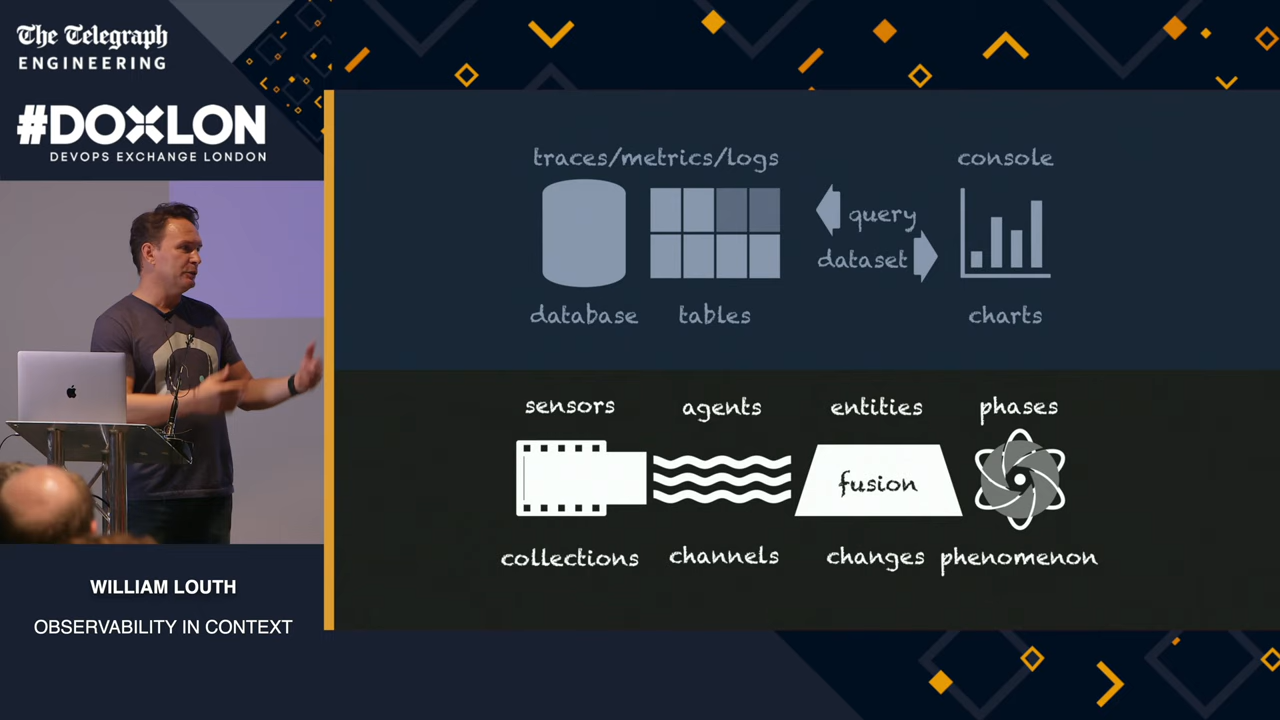 The Telegraph
ENGINEERING
#DOXLON
DEVOPS EXCHANGE LONDON
WILLIAM LOUTH
OBSERVABILITY IN CONTEXT
traces/metrics/logs
console
query
dataset
database
tables
charts
sensors
agents
entities
phases
fusion
collections
channels
changes
phenomenon